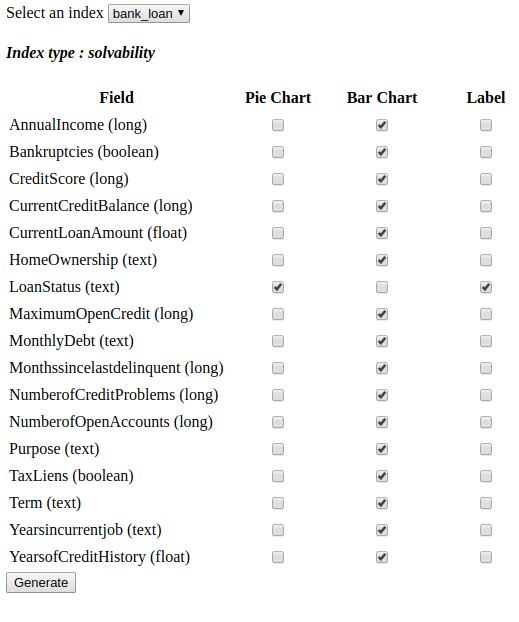 Select an index bank_loan
Index type : solvability
Field Pie Chart Bar Chart Label
AnnualIncome (long)
Bankruptcies (boolean)
CreditScore (long)
CurrentCreditBalance (long)
CurrentLoanAmount (float)
HomeOwnership (text)
LoanStatus (text)
MaximumOpenCredit (long)
MonthlyDebt (text)
Monthssincelastdelinquent (long)
NumberofCreditProblems (long)
NumberofOpenAccounts (long)
Purpose (text)
TaxLiens (boolean)
Term (text)
Yearsincurrentjob (text)
YearsofCreditHistory (float)
Generate